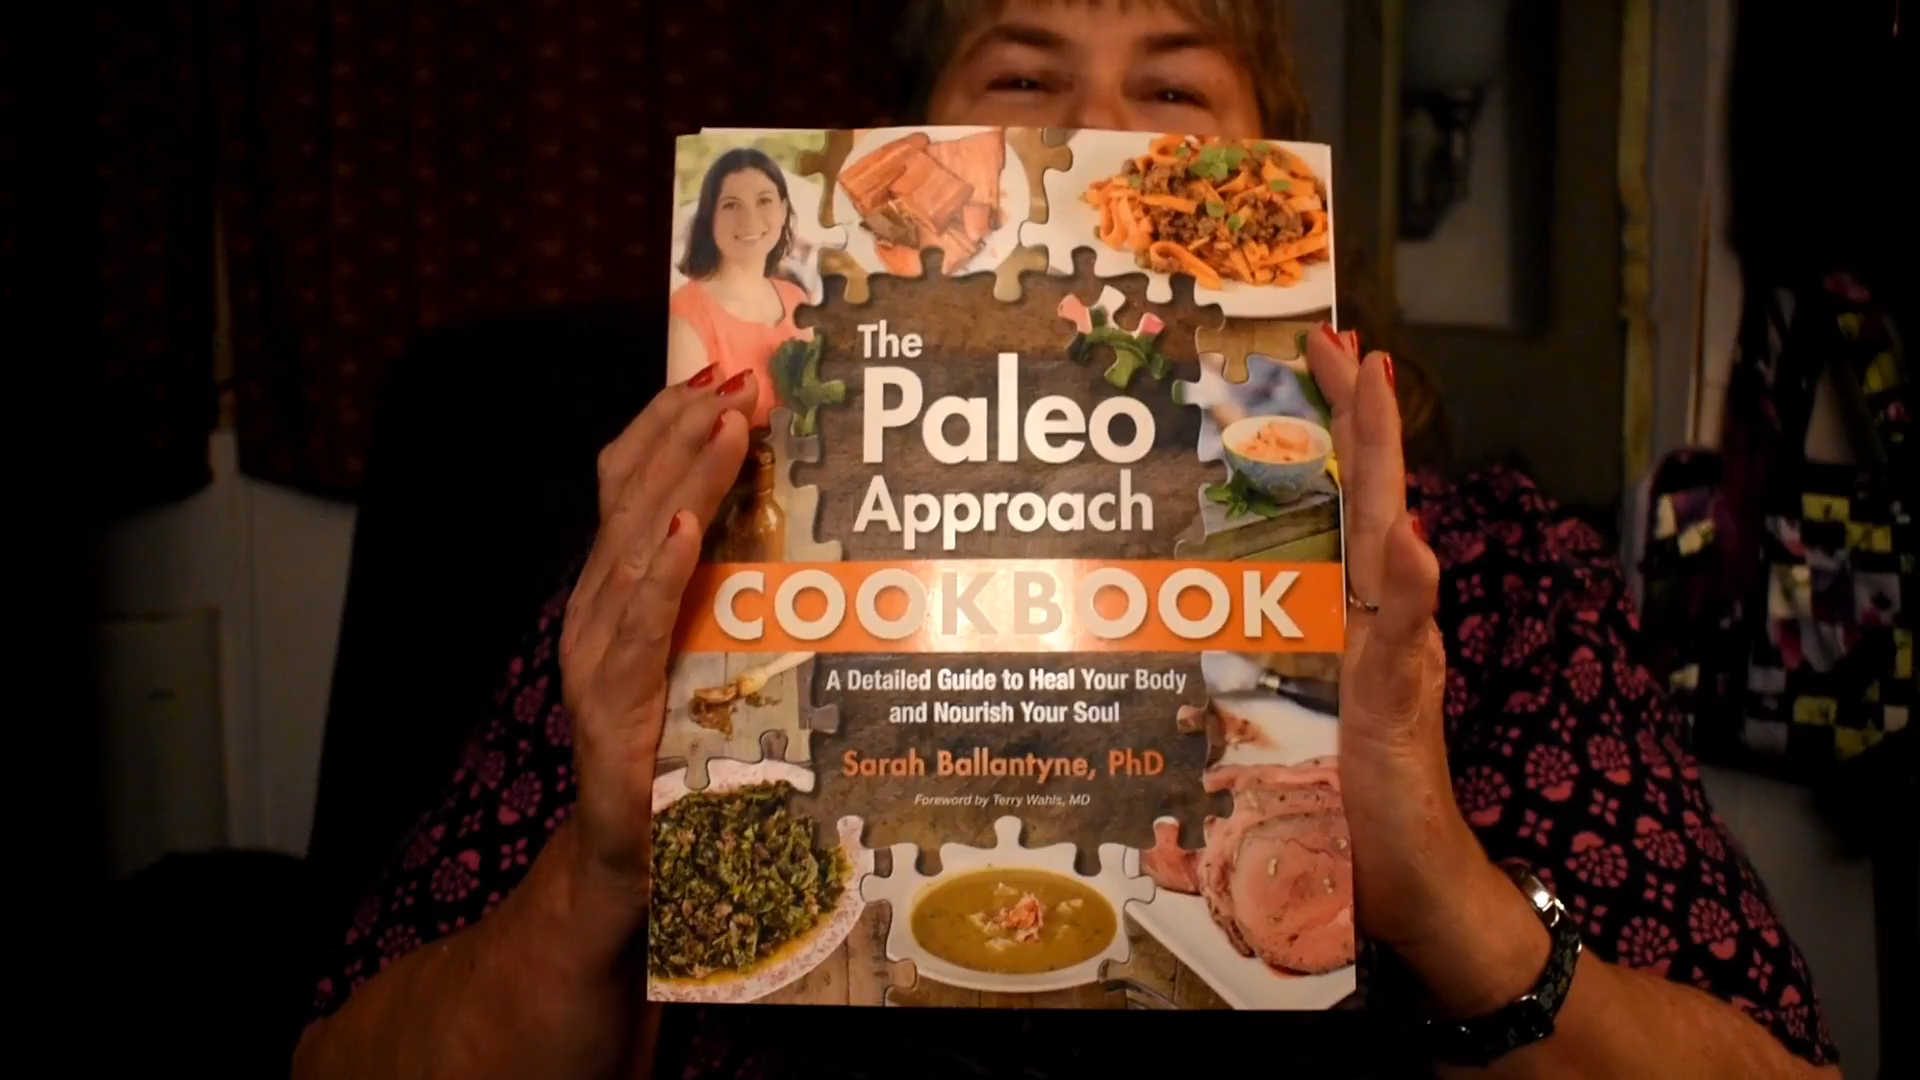 The
Paleo
Approach
COOKBOOK
A Detailed Guide to Heal Your Body
and Nourish Your Soul
Sarah Ballantyne, PhD
Foreword by Terry Wahls, MD